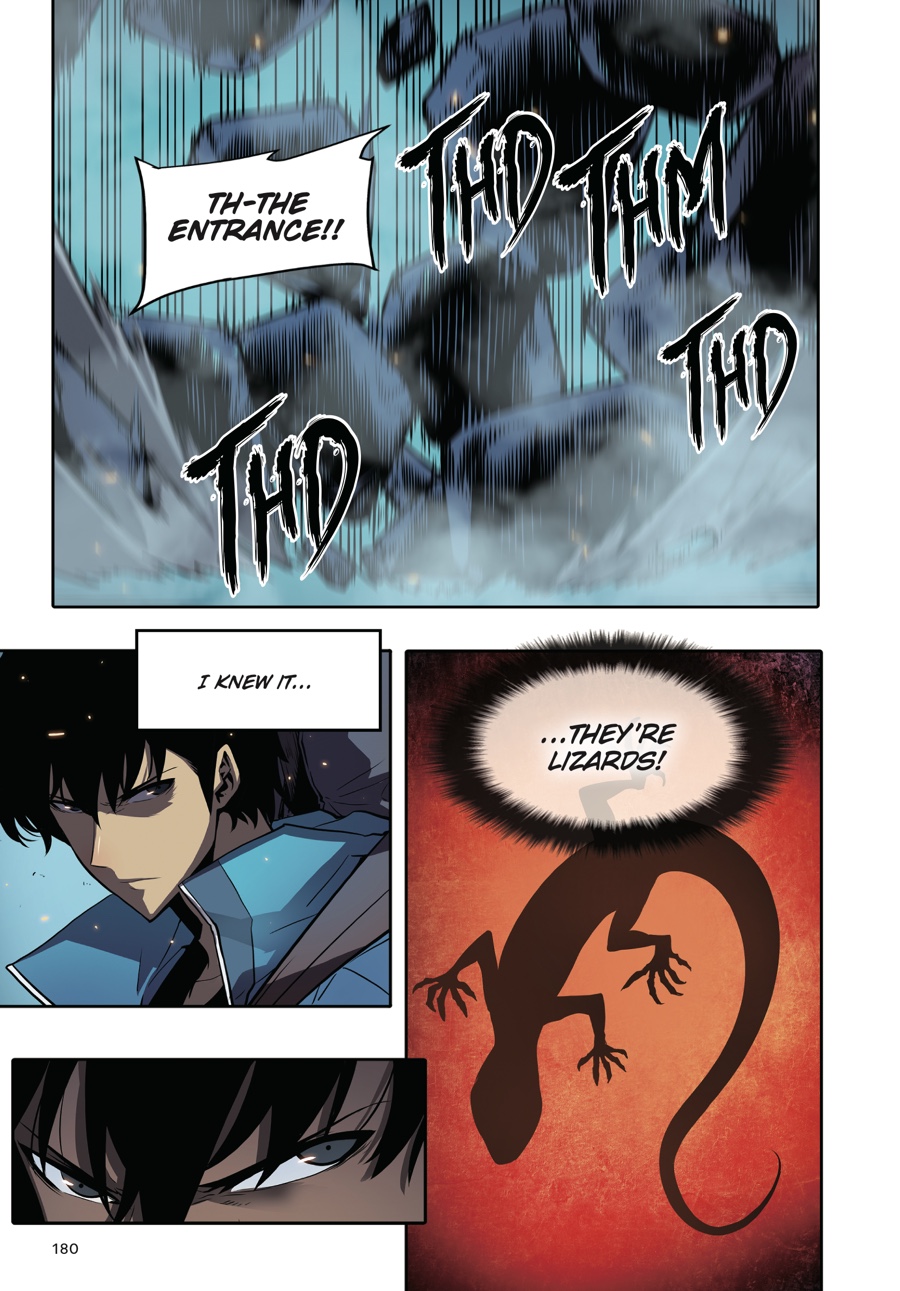 TH-THE
ENTRANCE!!
THD
THM
THD
THD
I KNEW IT...
...THEY'RE
LIZARDS!
180